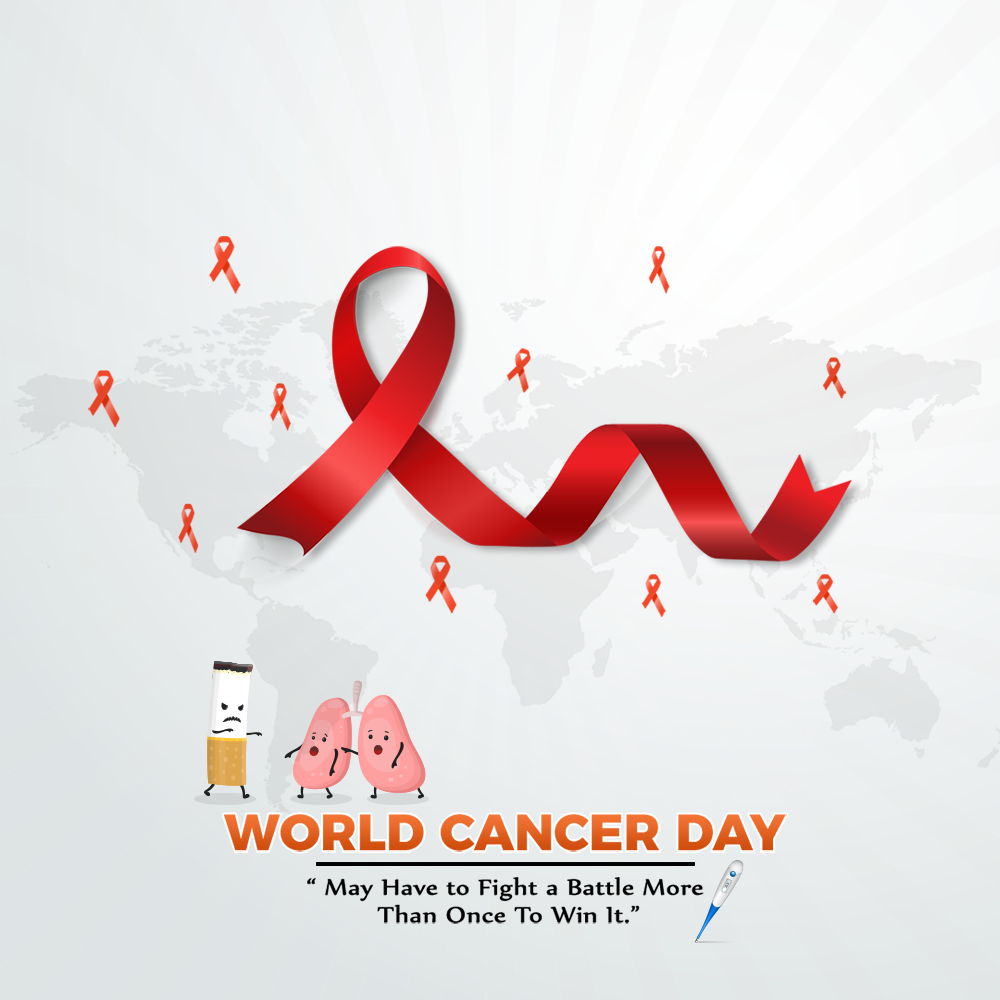 WORLD CANCER DAY
“ May Have to Fight a Battle More
Than Once To Win It.”